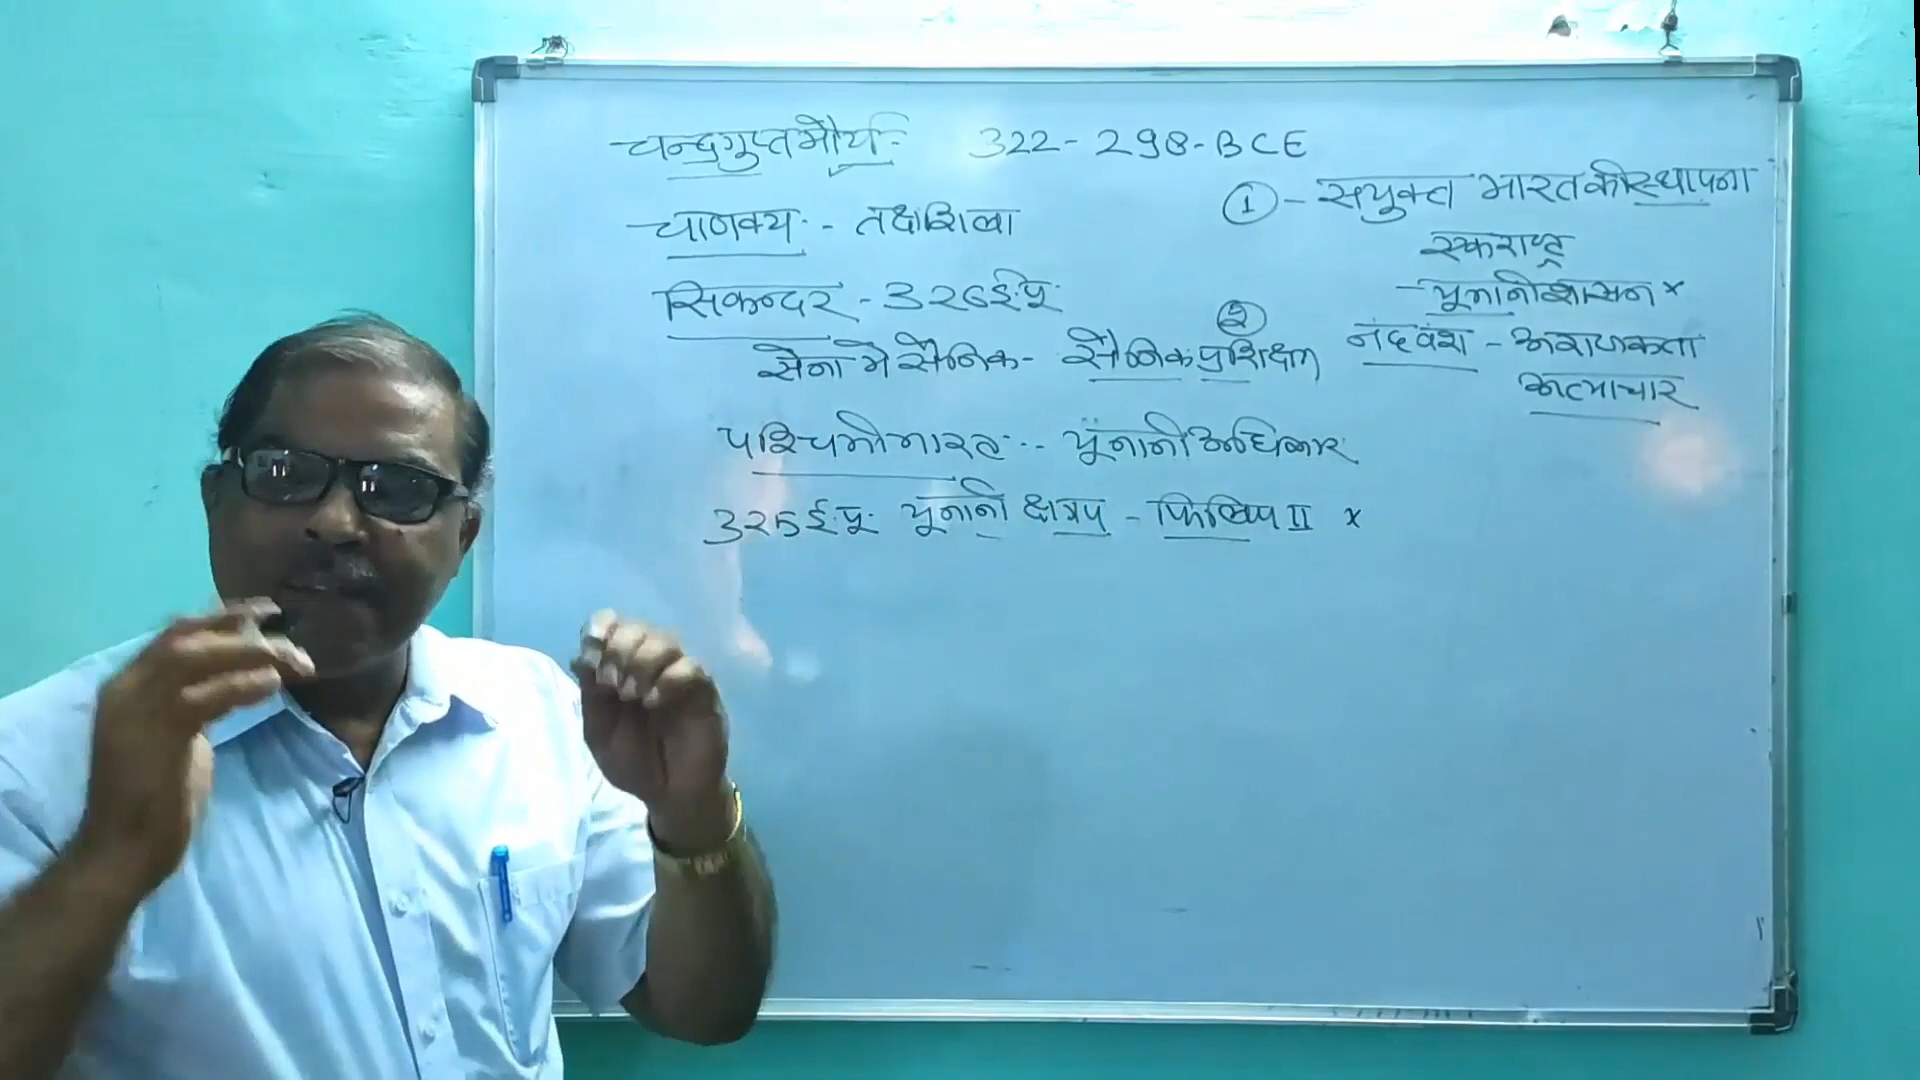 चन्द्रगुप्त मौर्य :- 322-298-BCE
चाणक्य :- तक्षशिला
सिकन्दर - 326 ई.पू.
सेना मे सैनिक - सैनिक प्रशिक्षण
पश्चिमी भारत... यूनानी अधिकार
325 ई.पू. यूनानी क्षत्रप - फिलिप II x
① - सयुक्त भारत की स्थापना
एकराष्ट्र
- यूनानी शासन x
②
नंदवंश - अराजकता
अत्याचार